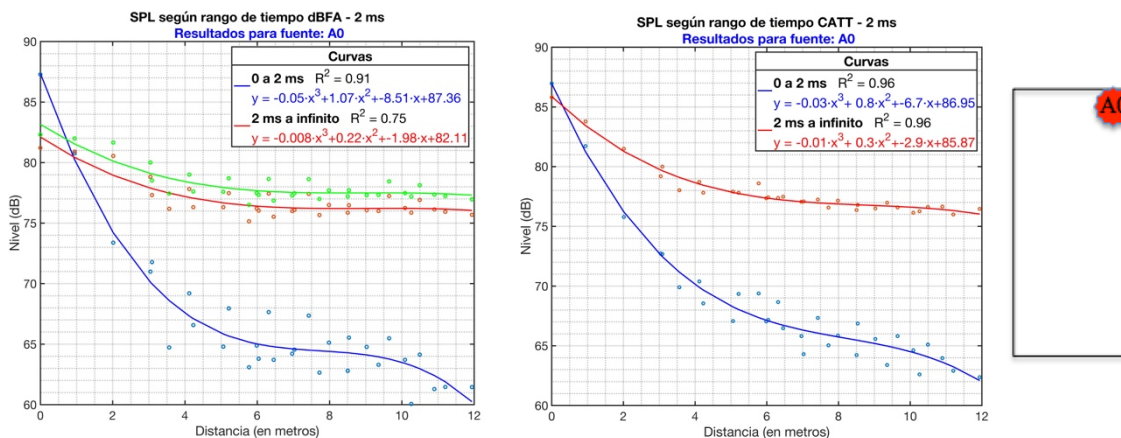 SPL según rango de tiempo dBFA - 2 ms
Resultados para fuente: A0
Curvas
0 a 2 ms R² = 0.91
y = -0.05·x³+1.07·x²+-8.51·x+87.36
2 ms a infinito R² = 0.75
y = -0.008·x³+0.22·x²+-1.98·x+82.11
Nivel (dB)
90
85
80
75
70
65
60
0 2 4 6 8 10 12
Distancia (en metros)
SPL según rango de tiempo CATT - 2 ms
Resultados para fuente: A0
Curvas
0 a 2 ms R² = 0.96
y = -0.03·x³+ 0.8·x²+-6.7·x+86.95
2 ms a infinito R² = 0.96
y = -0.01·x³+ 0.3·x²+-2.9·x+85.87
Nivel (dB)
90
85
80
75
70
65
60
0 2 4 6 8 10 12
Distancia (en metros)
A0